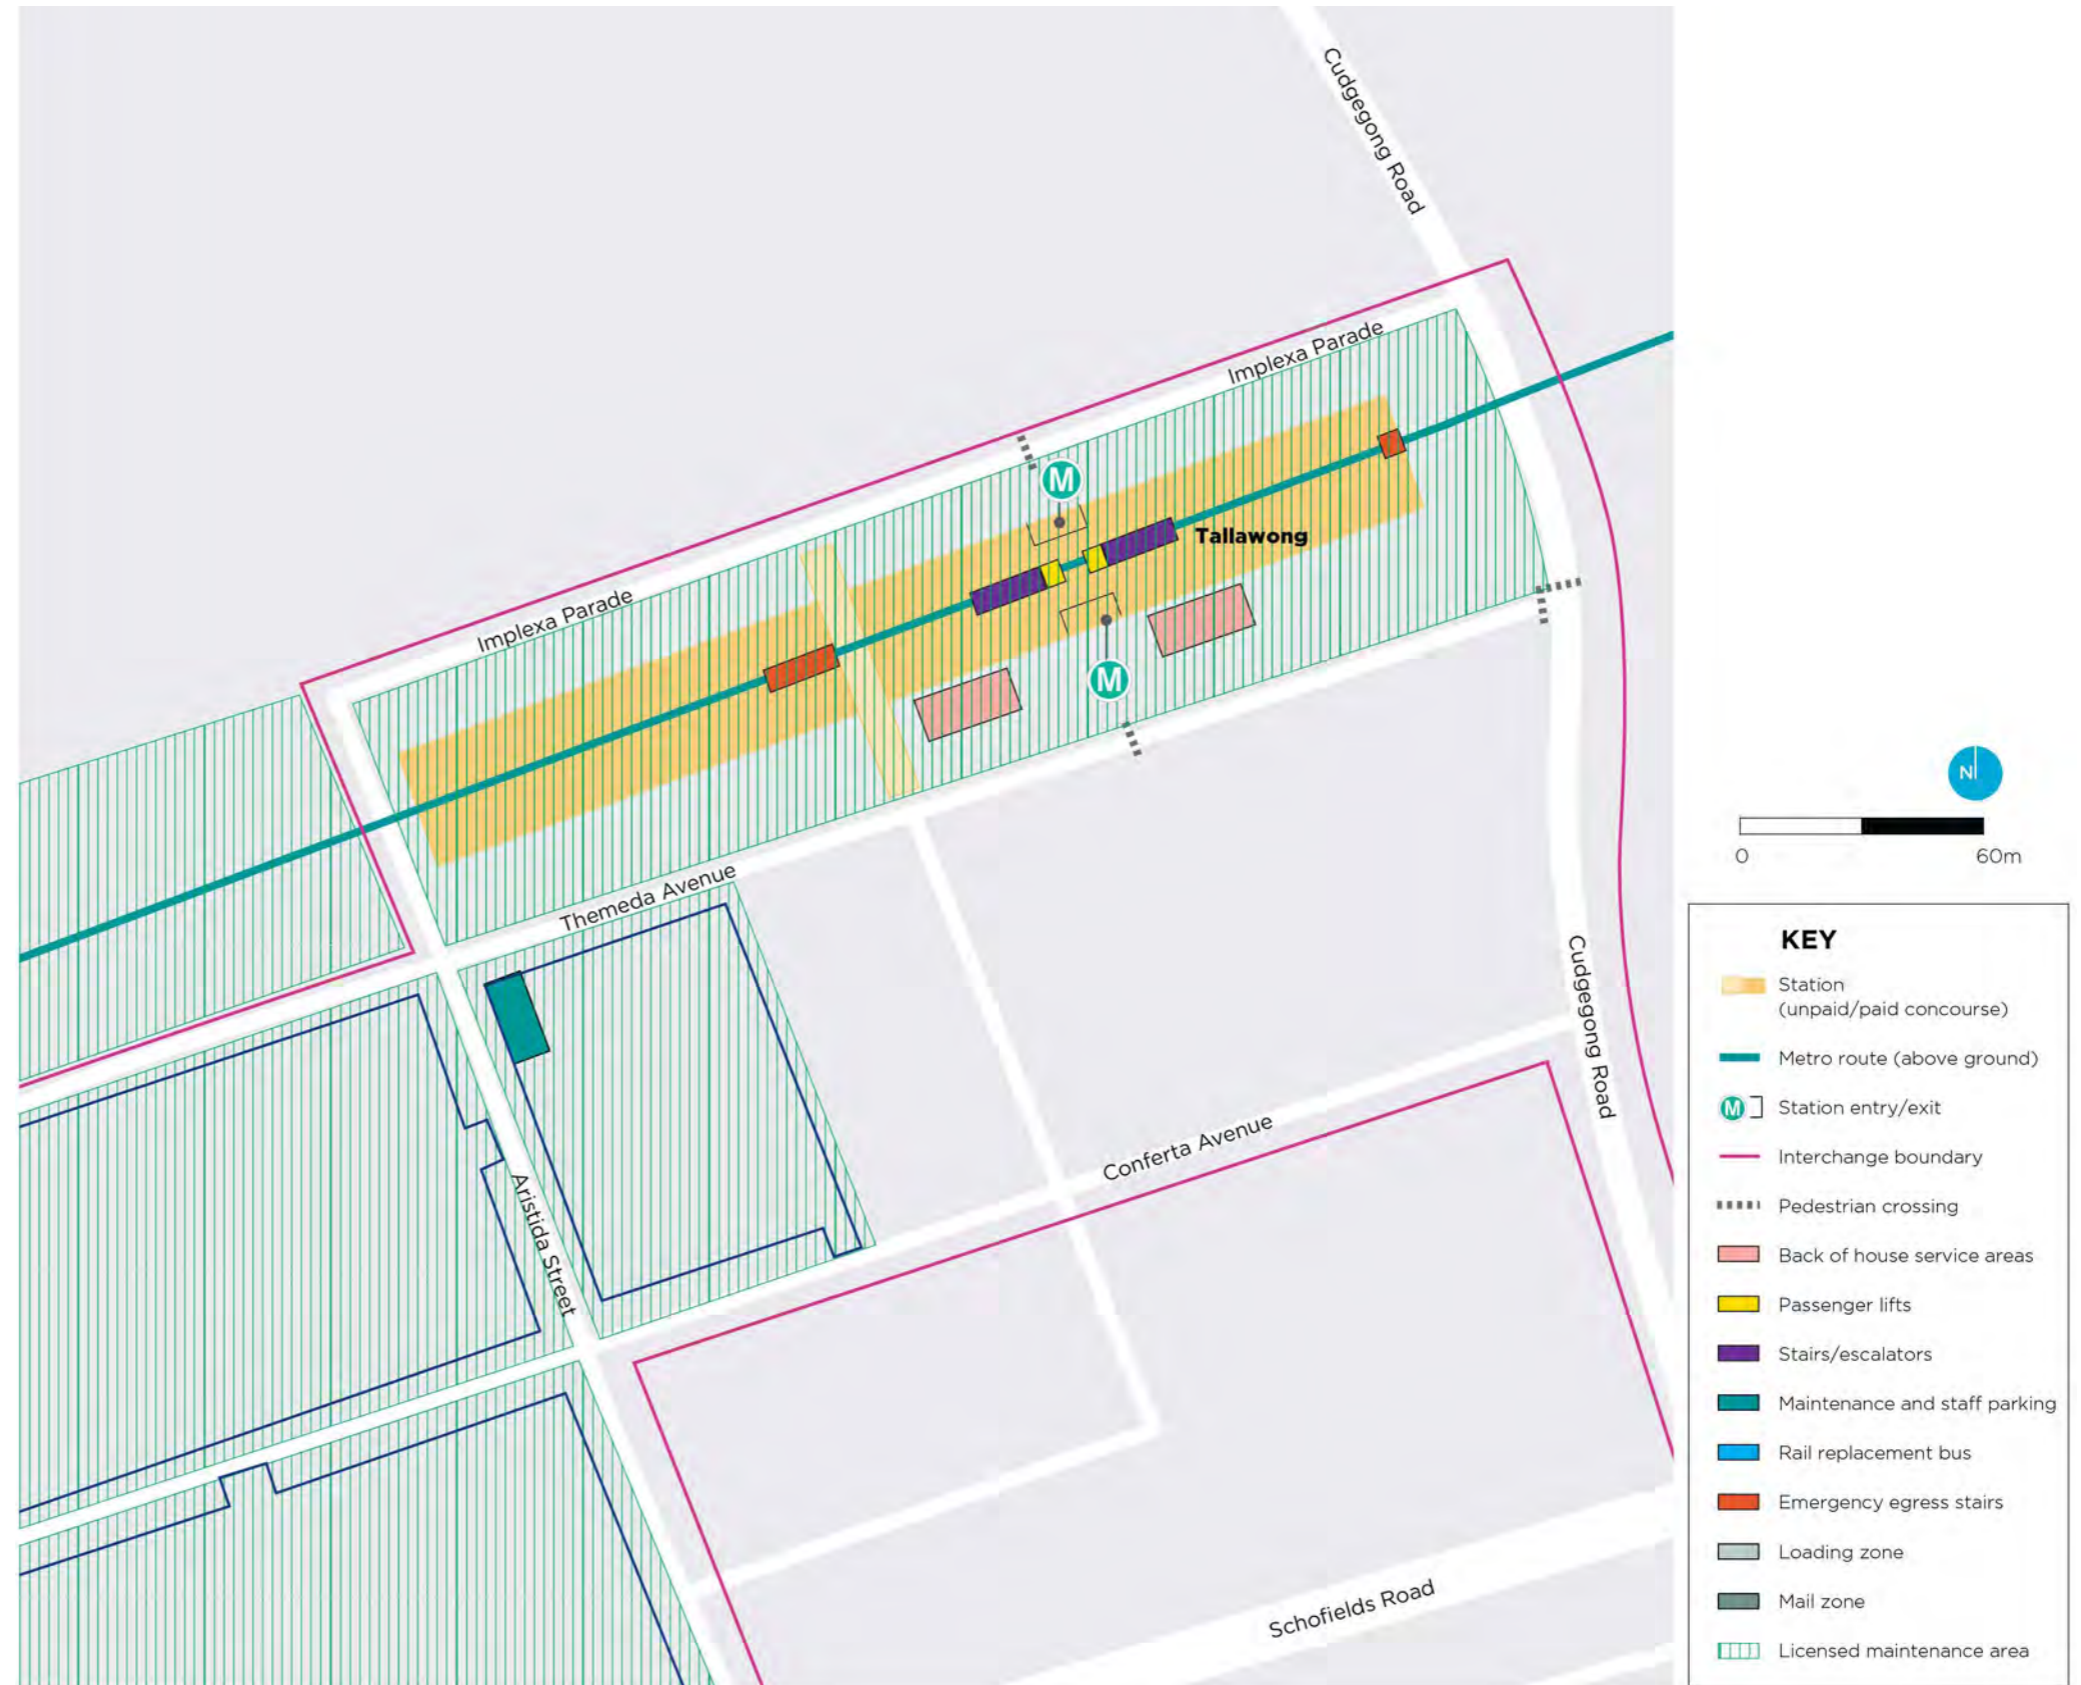 Cudgegong Road
Implexa Parade
M
Tallawong
Implexa Parade
M
Themeda Avenue
Cudgegong Road
Conferta Avenue
Aristida Street
Schofields Road
N
0 60m
KEY
Station
(unpaid/paid concourse)
Metro route (above ground)
M Station entry/exit
Interchange boundary
Pedestrian crossing
Back of house service areas
Passenger lifts
Stairs/escalators
Maintenance and staff parking
Rail replacement bus
Emergency egress stairs
Loading zone
Mail zone
Licensed maintenance area